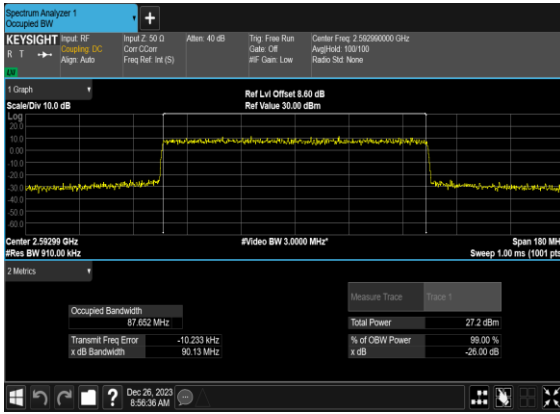 Spectrum Analyzer 1
Occupied BW
KEYSIGHT Input: RF Input Z: 50 Ω Atten: 40 dB Trig: Free Run Center Freq: 2.592990000 GHz
R T Coupling: DC Corr CCorr Gate: Off Avg|Hold: 100/100
Align: Auto Freq Ref: Int (S) #IF Gain: Low Radio Std: None
1 Graph
Ref Lvl Offset 8.60 dB
Scale/Div 10.0 dB Ref Value 30.00 dBm
Log
20.0
10.0
0.00
-10.0
-20.0
-30.0
-40.0
-50.0
-60.0
Center 2.59299 GHz #Video BW 3.0000 MHz* Span 180 MH
#Res BW 910.00 kHz Sweep 1.00 ms (1001 pts
2 Metrics
Measure Trace Trace 1
Occupied Bandwidth
87.652 MHz Total Power 27.2 dBm
Transmit Freq Error -10.233 kHz % of OBW Power 99.00 %
x dB Bandwidth 90.13 MHz x dB -26.00 dB
? Dec 26, 2023
8:56:36 AM